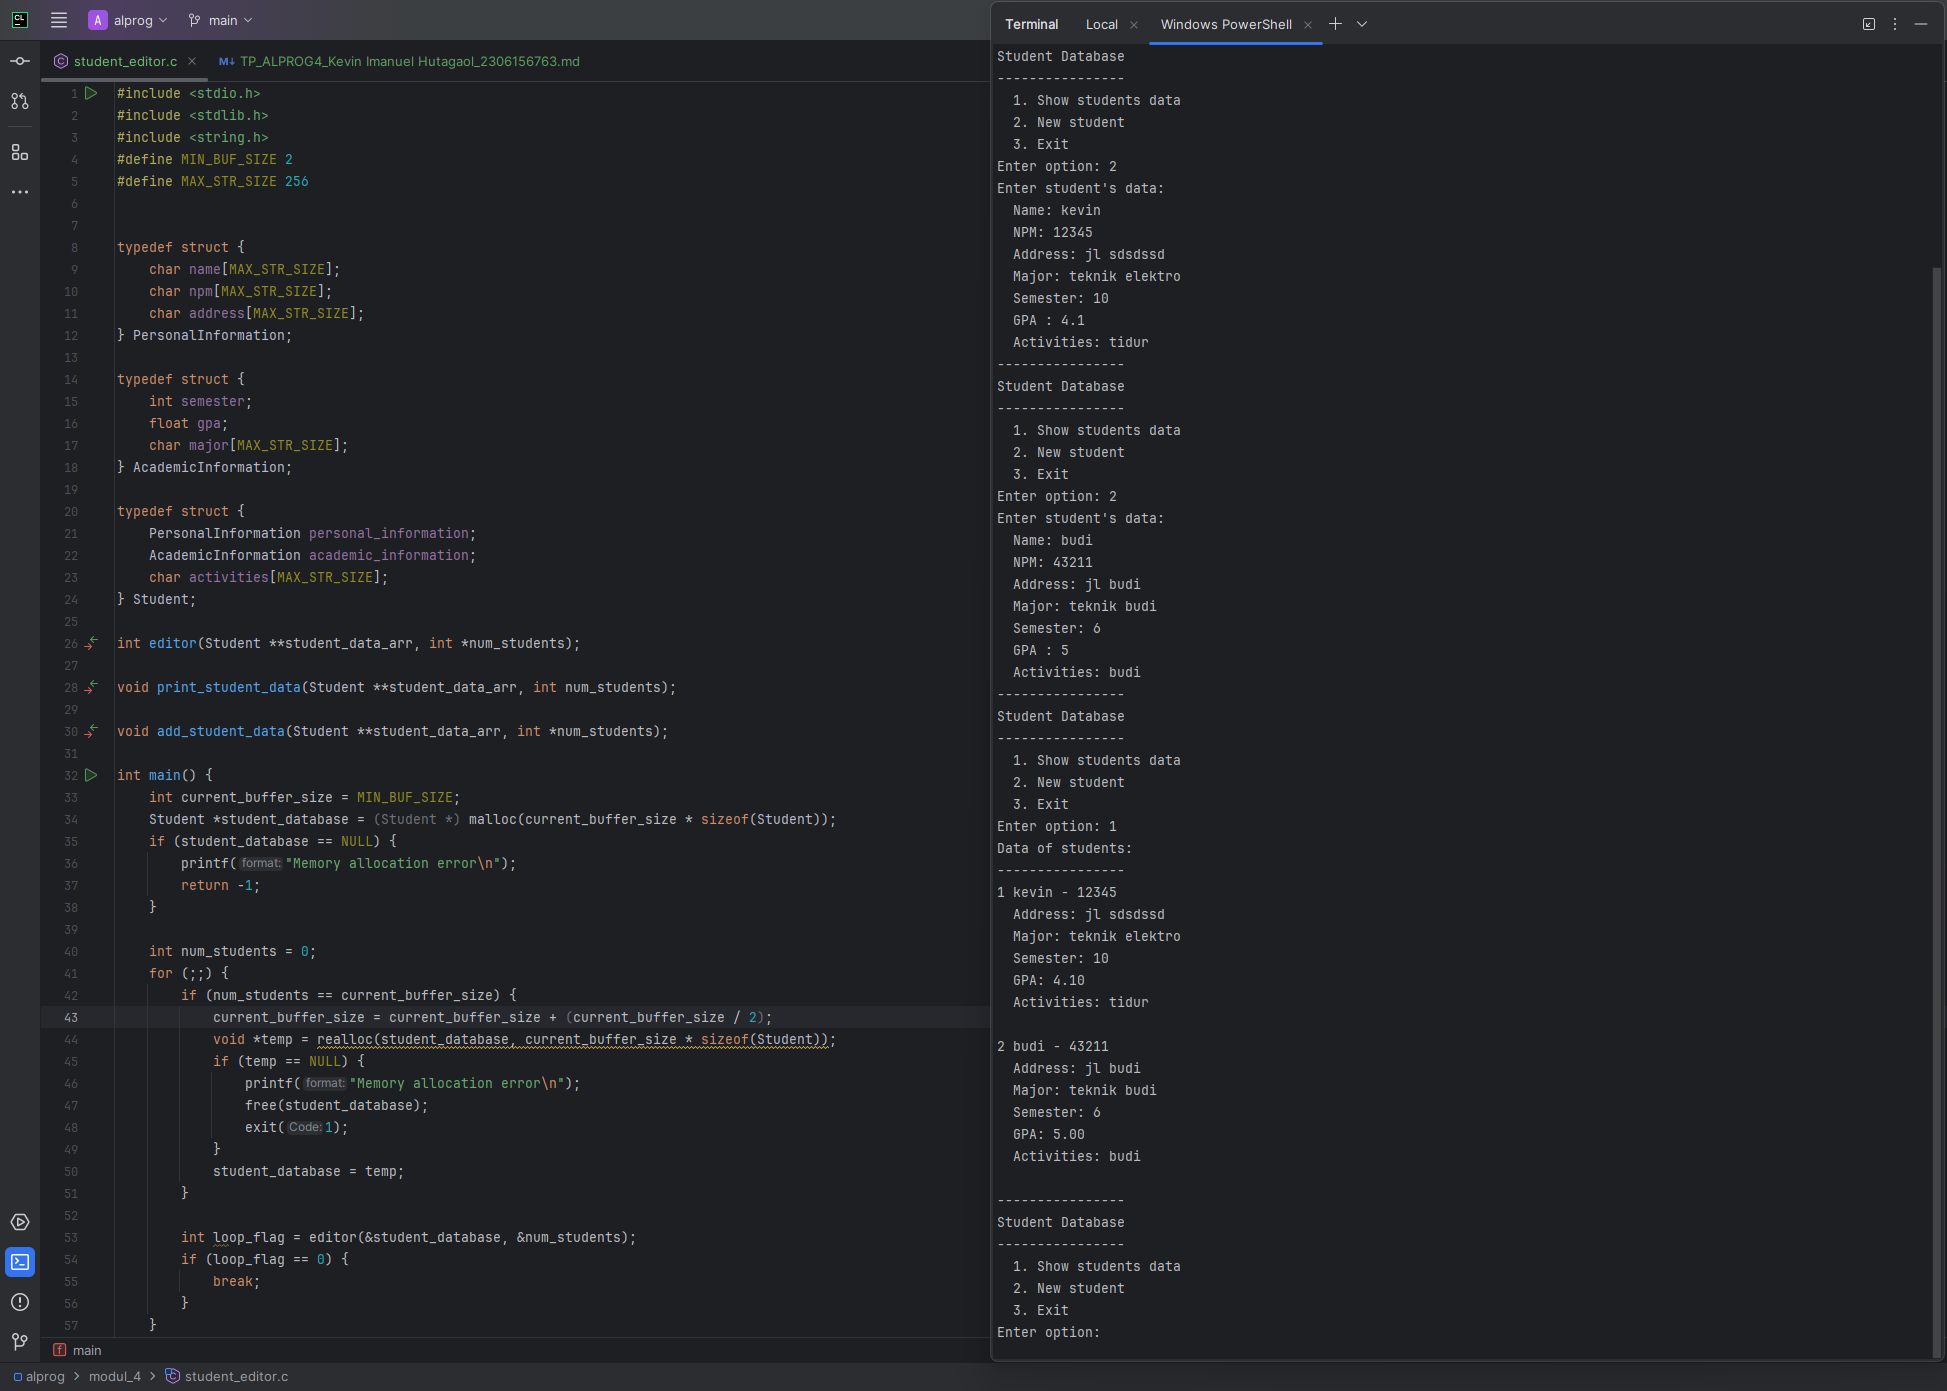 CL
A alprog main
student_editor.c
M↓ TP_ALPROG4_Kevin Imanuel Hutagaol_2306156763.md
1 #include <stdio.h>
2 #include <stdlib.h>
3 #include <string.h>
4 #define MIN_BUF_SIZE 2
5 #define MAX_STR_SIZE 256
6
7
8 typedef struct {
9     char name[MAX_STR_SIZE];
10     char npm[MAX_STR_SIZE];
11     char address[MAX_STR_SIZE];
12 } PersonalInformation;
13
14 typedef struct {
15     int semester;
16     float gpa;
17     char major[MAX_STR_SIZE];
18 } AcademicInformation;
19
20 typedef struct {
21     PersonalInformation personal_information;
22     AcademicInformation academic_information;
23     char activities[MAX_STR_SIZE];
24 } Student;
25
26 int editor(Student **student_data_arr, int *num_students);
27
28 void print_student_data(Student **student_data_arr, int num_students);
29
30 void add_student_data(Student **student_data_arr, int *num_students);
31
32 int main() {
33     int current_buffer_size = MIN_BUF_SIZE;
34     Student *student_database = (Student *) malloc(current_buffer_size * sizeof(Student));
35     if (student_database == NULL) {
36         printf( format: "Memory allocation error\n");
37         return -1;
38     }
39
40     int num_students = 0;
41     for (;;) {
42         if (num_students == current_buffer_size) {
43             current_buffer_size = current_buffer_size + (current_buffer_size / 2);
44             void *temp = realloc(student_database, current_buffer_size * sizeof(Student));
45             if (temp == NULL) {
46                 printf( format: "Memory allocation error\n");
47                 free(student_database);
48                 exit( Code: 1);
49             }
50             student_database = temp;
51         }
52
53         int loop_flag = editor(&student_database, &num_students);
54         if (loop_flag == 0) {
55             break;
56         }
57     }
f main
alprog > modul_4 > student_editor.c
Terminal Local Windows PowerShell
Student Database
----------------
  1. Show students data
  2. New student
  3. Exit
Enter option: 2
Enter student's data:
  Name: kevin
  NPM: 12345
  Address: jl sdsdssd
  Major: teknik elektro
  Semester: 10
  GPA : 4.1
  Activities: tidur
----------------
Student Database
----------------
  1. Show students data
  2. New student
  3. Exit
Enter option: 2
Enter student's data:
  Name: budi
  NPM: 43211
  Address: jl budi
  Major: teknik budi
  Semester: 6
  GPA : 5
  Activities: budi
----------------
Student Database
----------------
  1. Show students data
  2. New student
  3. Exit
Enter option: 1
Data of students:
----------------
1 kevin - 12345
  Address: jl sdsdssd
  Major: teknik elektro
  Semester: 10
  GPA: 4.10
  Activities: tidur

2 budi - 43211
  Address: jl budi
  Major: teknik budi
  Semester: 6
  GPA: 5.00
  Activities: budi

----------------
Student Database
----------------
  1. Show students data
  2. New student
  3. Exit
Enter option: